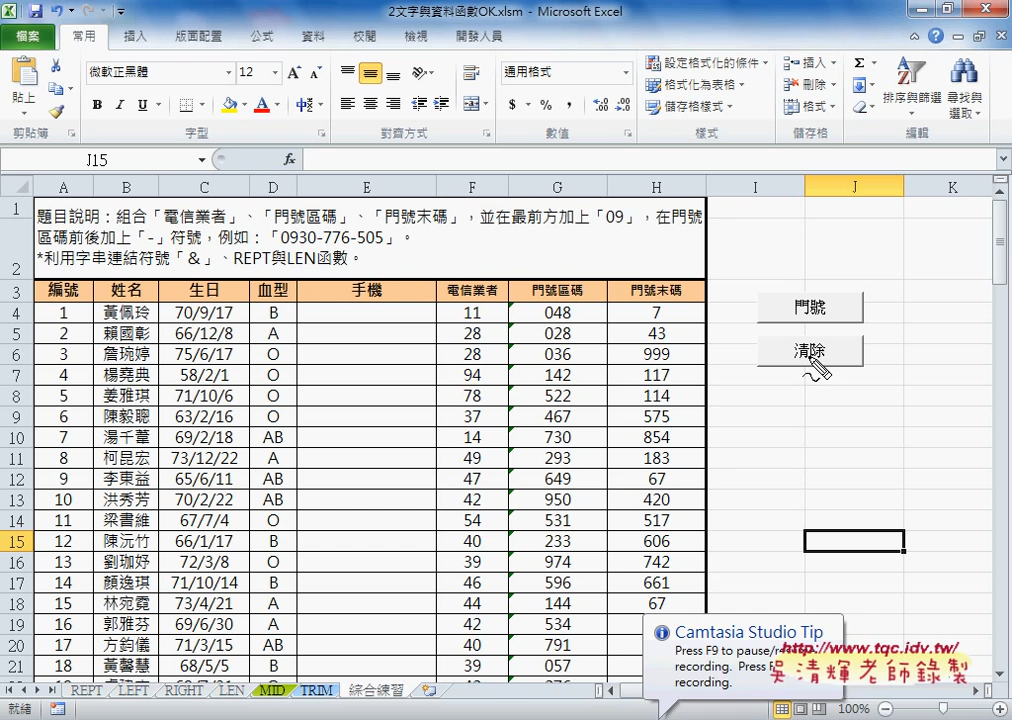 2文字與資料函數OK.xlsm - Microsoft Excel
檔案 常用 插入 版面配置 公式 資料 校閱 檢視 開發人員
貼上 微軟正黑體 12 通用格式 設定格式化的條件 格式化為表格 儲存格樣式 插入 刪除 格式 排序與篩選 尋找與選取
剪貼簿 字型 對齊方式 數值 樣式 儲存格 編輯
J15 fx
A B C D E F G H I J K
題目說明：組合「電信業者」、「門號區碼」、「門號末碼」，並在最前方加上「09」，在門號
區碼前後加上「-」符號，例如：「0930-776-505」。
*利用字串連結符號「&」、REPT與LEN函數。
編號 姓名 生日 血型 手機 電信業者 門號區碼 門號末碼
1 黃佩玲 70/9/17 B 11 048 7
2 賴國彰 66/12/8 A 28 028 43
3 詹琬婷 75/6/17 O 28 036 999
4 楊堯典 58/2/1 O 94 142 117
5 姜雅琪 71/10/6 O 78 522 114
6 陳毅聰 63/2/16 O 37 467 575
7 湯千葦 69/2/18 AB 14 730 854
8 柯昆宏 73/12/22 A 49 293 183
9 李東益 65/6/11 AB 47 649 67
10 洪秀芳 70/2/22 AB 42 950 420
11 梁書維 67/7/4 O 54 531 517
12 陳沅竹 66/1/17 B 40 233 606
13 劉珈妤 72/3/8 O 39 974 742
14 顏逸琪 71/10/14 B 46 596 661
15 林宛霓 73/4/21 A 44 144 67
16 郭雅芬 69/6/30 A 42 534
17 方鈞儀 71/3/15 AB 40 791
18 黃馨慧 68/5/5 B 39 057
門號
清除
Camtasia Studio Tip
Press F9 to pause/
recording. Press
recording.
http://www.tqc.idv.tw/
吳清輝老師錄製
REPT LEFT RIGHT LEN MID TRIM 綜合練習
就緒 100%